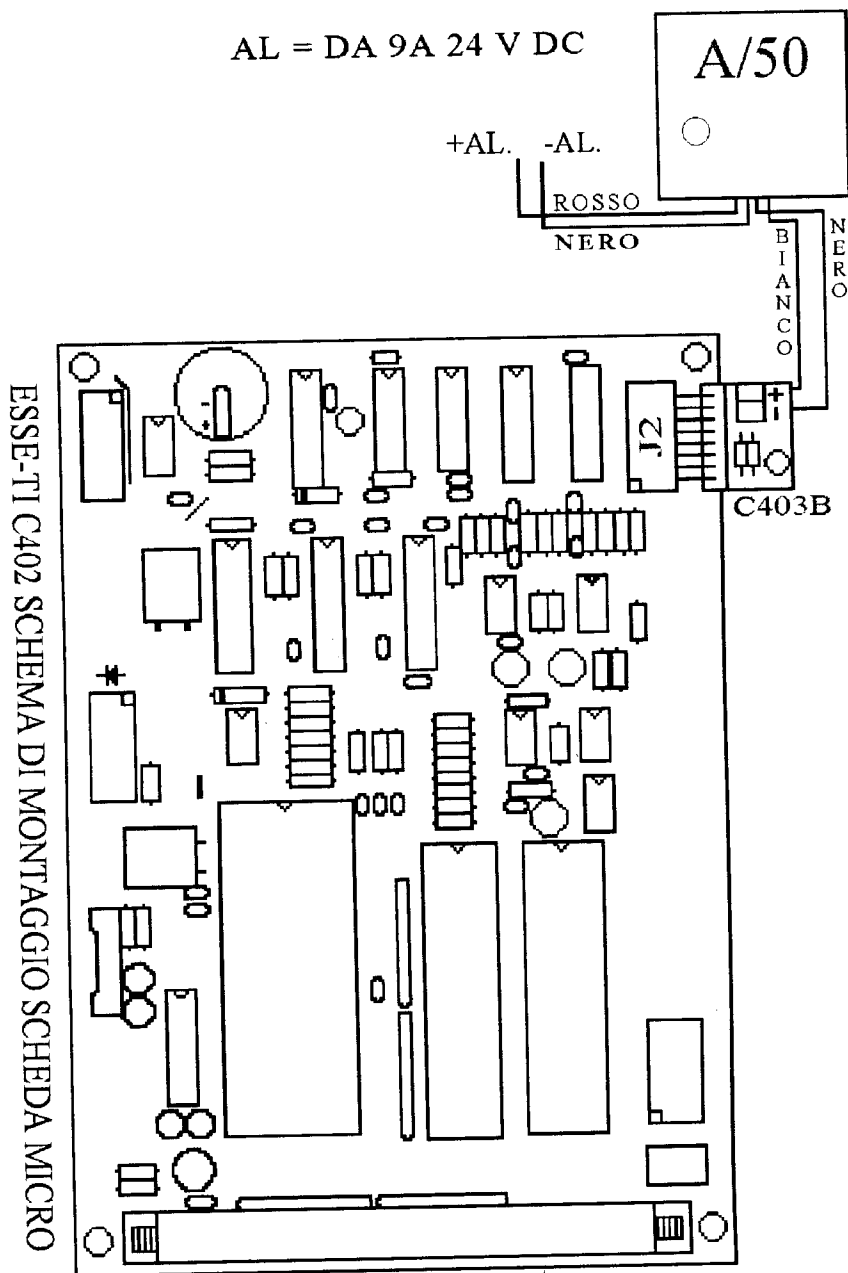 AL = DA 9A 24 V DC
A/50
+AL. -AL.
ROSSO
NERO
BIANCO
NERO
J2
+
-
C403B
-
+
ESSE-TI C402 SCHEMA DI MONTAGGIO SCHEDA MICRO